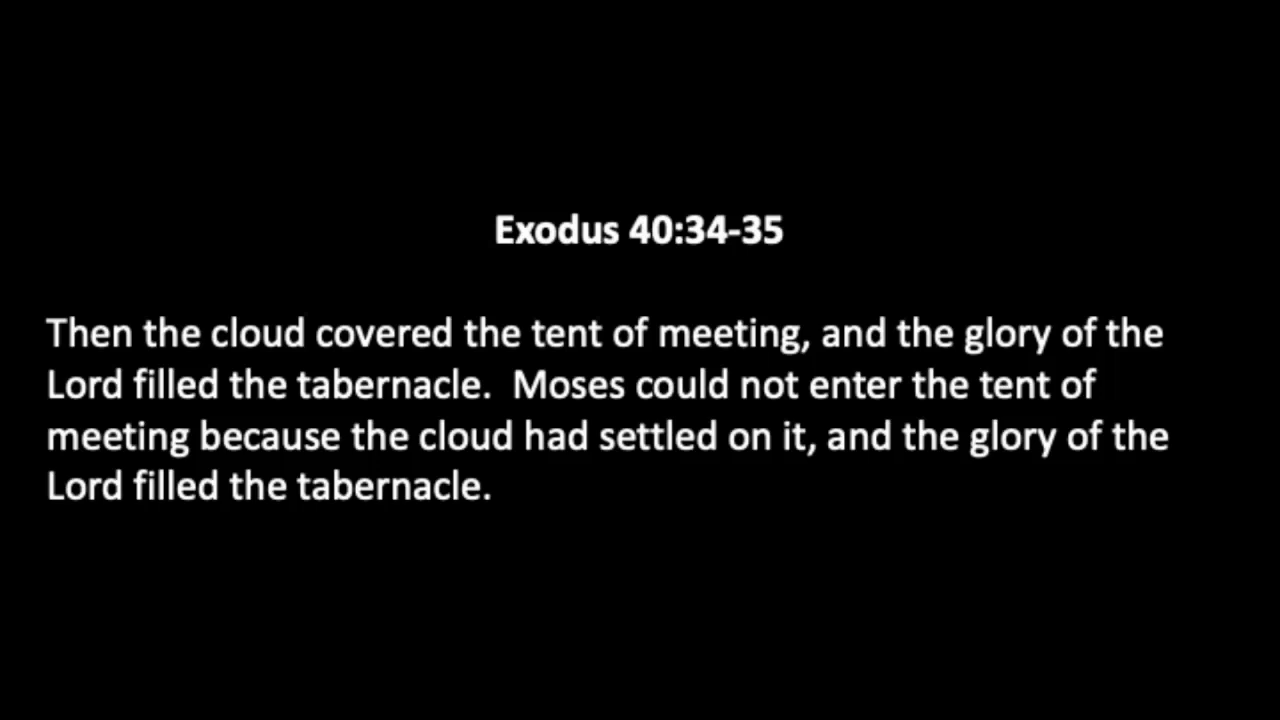 Exodus 40:34-35
Then the cloud covered the tent of meeting, and the glory of the
Lord filled the tabernacle.  Moses could not enter the tent of
meeting because the cloud had settled on it, and the glory of the
Lord filled the tabernacle.